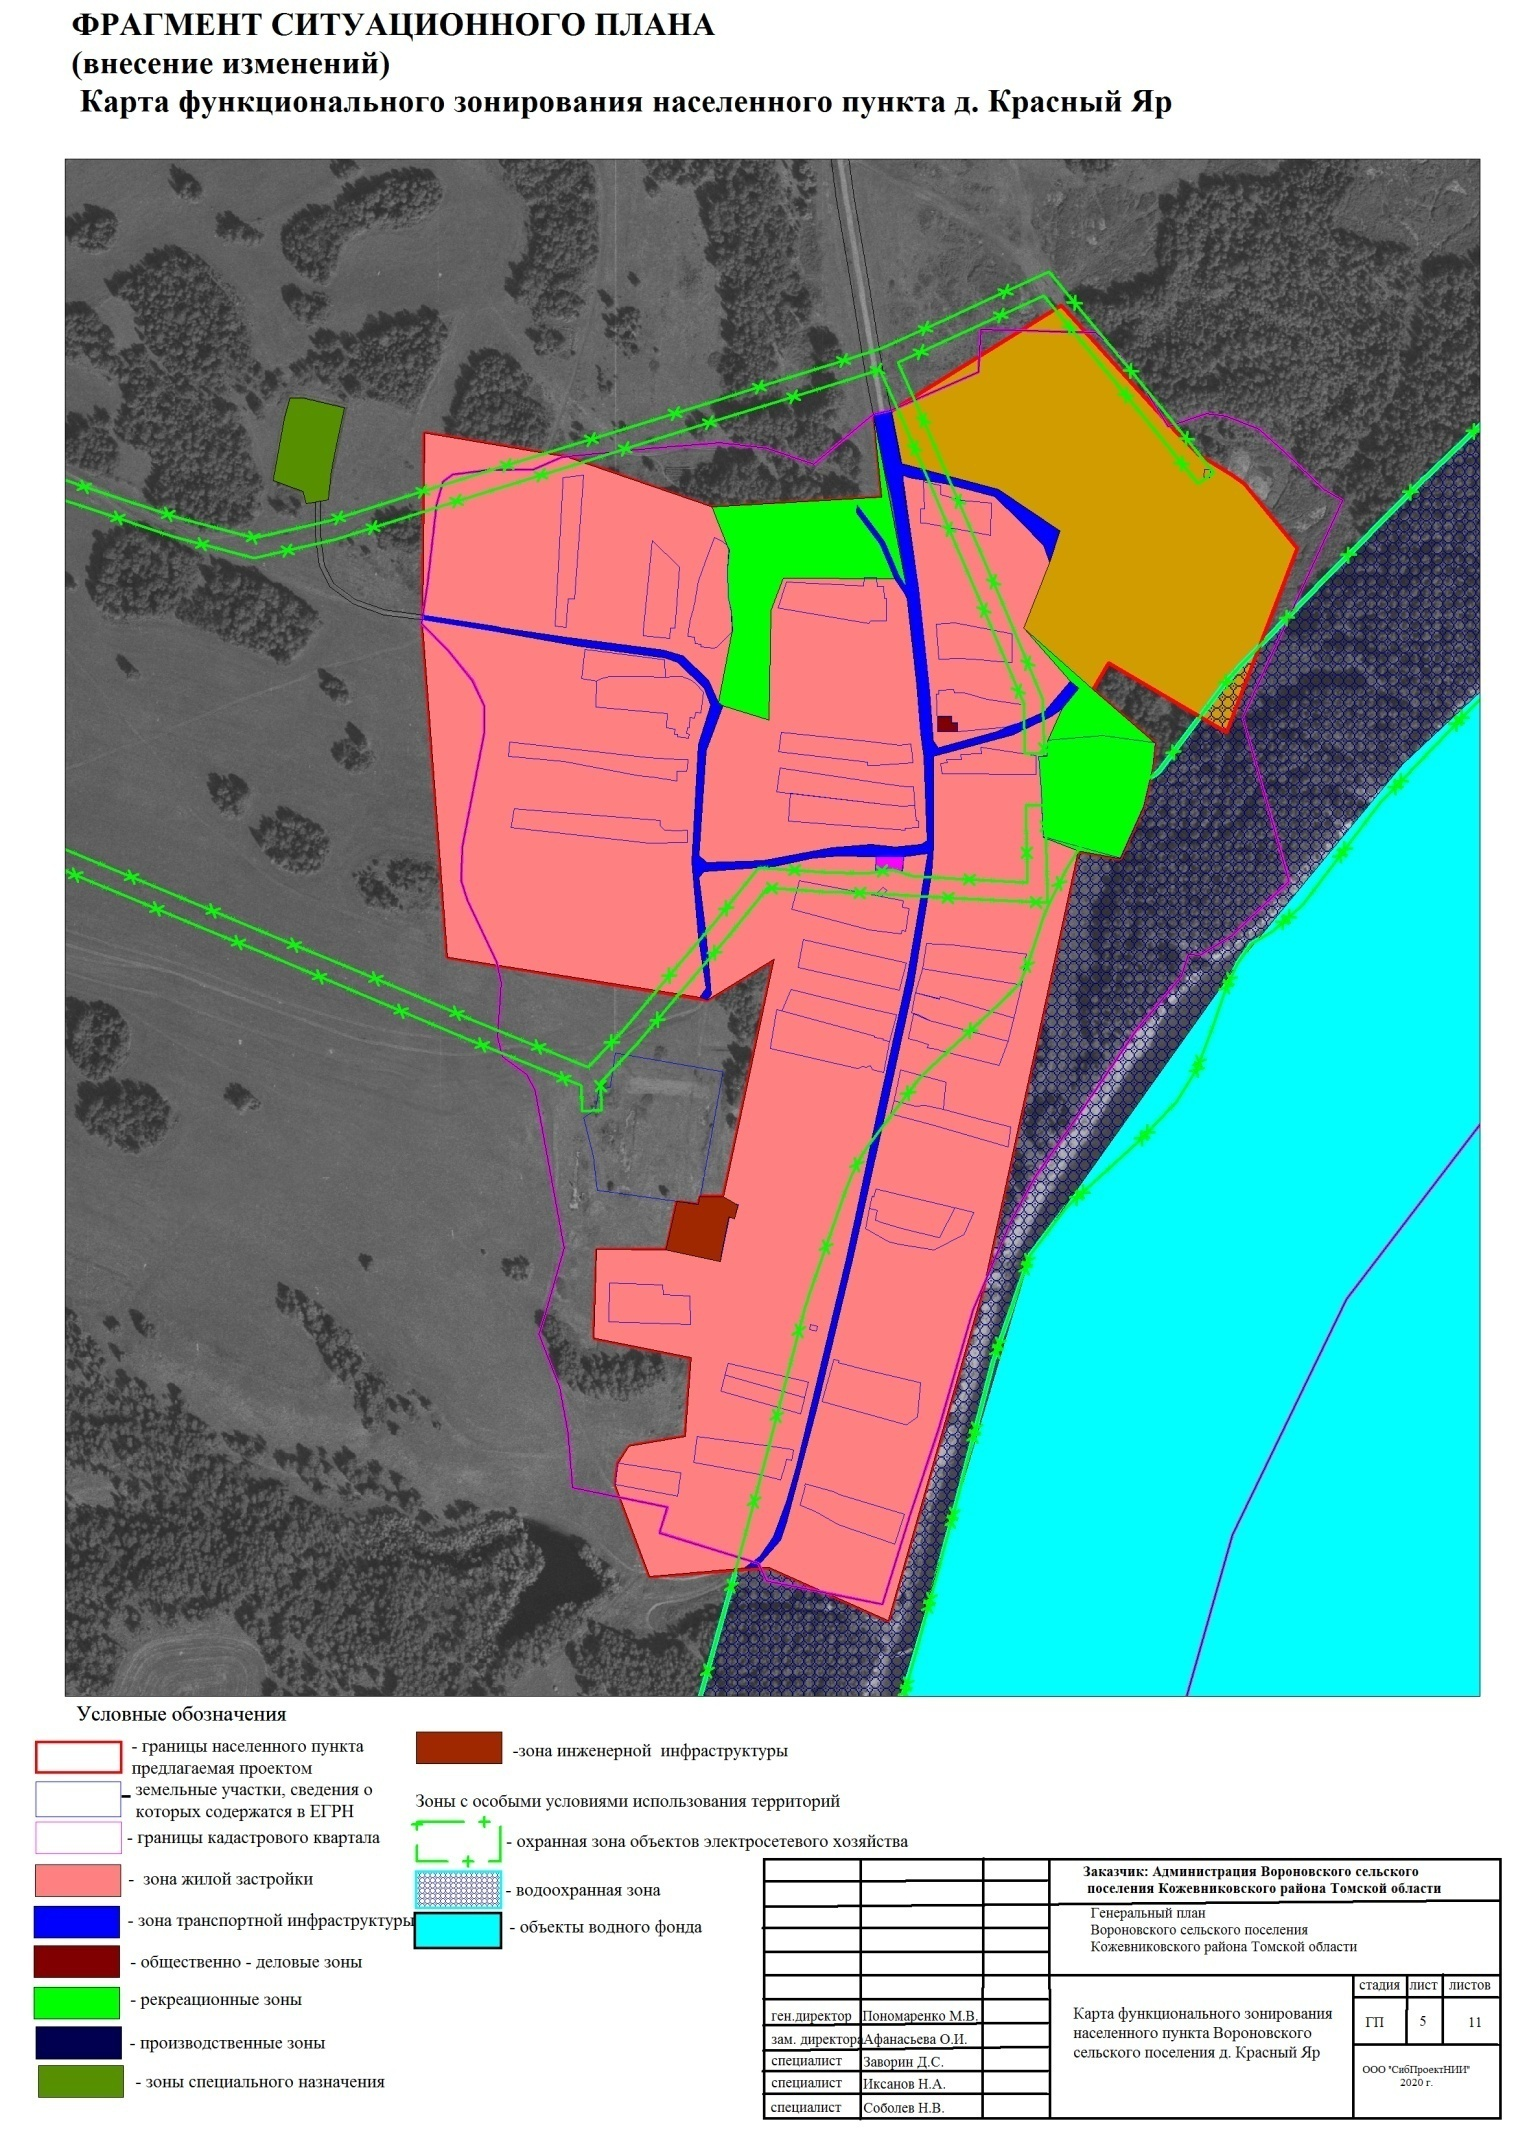 ФРАГМЕНТ СИТУАЦИОННОГО ПЛАНА
(внесение изменений)
Карта функционального зонирования населенного пункта д. Красный Яр
Условные обозначения
- границы населенного пункта
предлагаемая проектом
- земельные участки, сведения о
которых содержатся в ЕГРН
- границы кадастрового квартала
- зона жилой застройки
- зона транспортной инфраструктуры
- общественно - деловые зоны
- рекреационные зоны
- производственные зоны
- зоны специального назначения
-зона инженерной инфраструктуры
Зоны с особыми условиями использования территорий
- охранная зона объектов электросетевого хозяйства
- водоохранная зона
- объекты водного фонда
Заказчик: Администрация Вороновского сельского
поселения Кожевниковского района Томской области
Генеральный план
Вороновского сельского поселения
Кожевниковского района Томской области
стадия лист листов
ген.директор Пономаренко М.В.
зам. директора Афанасьева О.И.
специалист Заворин Д.С.
специалист Иксанов Н.А.
специалист Соболев Н.В.
Карта функционального зонирования
населенного пункта Вороновского
сельского поселения д. Красный Яр
ГП 5 11
ООО "СибПроектНИИ"
2020 г.